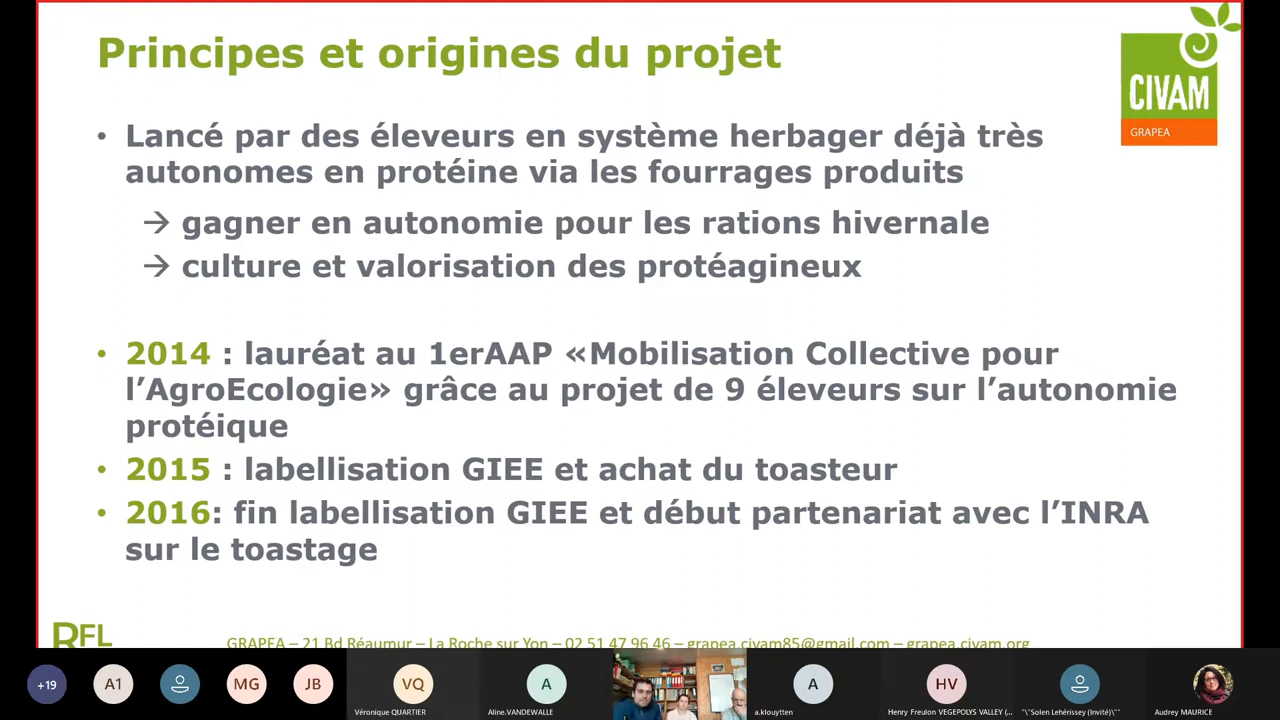 Principes et origines du projet
CIVAM
GRAPEA
• Lancé par des éleveurs en système herbager déjà très
autonomes en protéine via les fourrages produits
→ gagner en autonomie pour les rations hivernale
→ culture et valorisation des protéagineux
• 2014 : lauréat au 1erAAP «Mobilisation Collective pour
l’AgroEcologie» grâce au projet de 9 éleveurs sur l’autonomie
protéique
• 2015 : labellisation GIEE et achat du toasteur
• 2016: fin labellisation GIEE et début partenariat avec l’INRA
sur le toastage
GRAPEA – 21 Bd Réaumur – La Roche sur Yon – 02 51 47 96 46 – grapea.civam85@gmail.com – grapea.civam.org
+19
A1
MG
JB
VQ
A
A
HV
Véronique QUARTIER
Aline.VANDEWALLE
a.klouytten
Henry Freulon VEGEPOLYS VALLEY (...
"\"Solen Lehérissey (Invité)\""
Audrey MAURICE